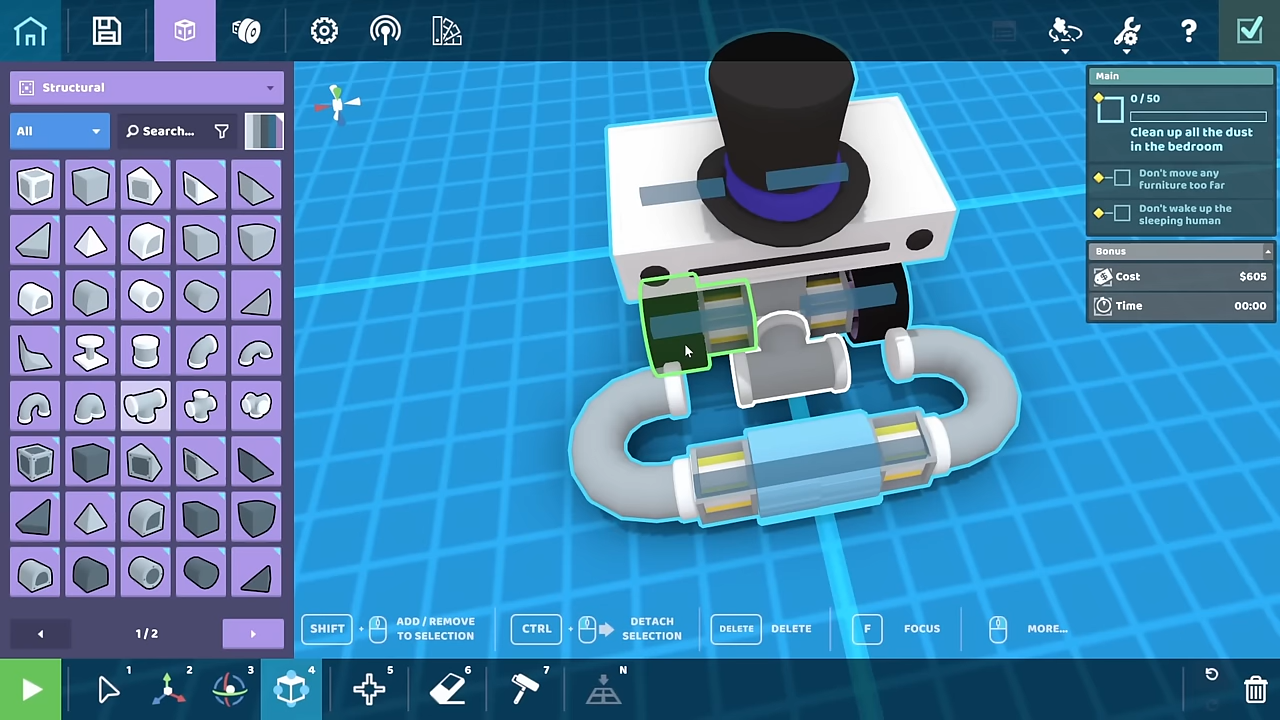 Structural
All
Search...
1/2
Main
0 / 50
Clean up all the dust
in the bedroom
Don't move any
furniture too far
Don't wake up the
sleeping human
Bonus
Cost
$605
Time
00:00
SHIFT
+
ADD / REMOVE
TO SELECTION
CTRL
+
DETACH
SELECTION
DELETE
DELETE
F
FOCUS
MORE...
1
2
3
4
5
6
7
N
?